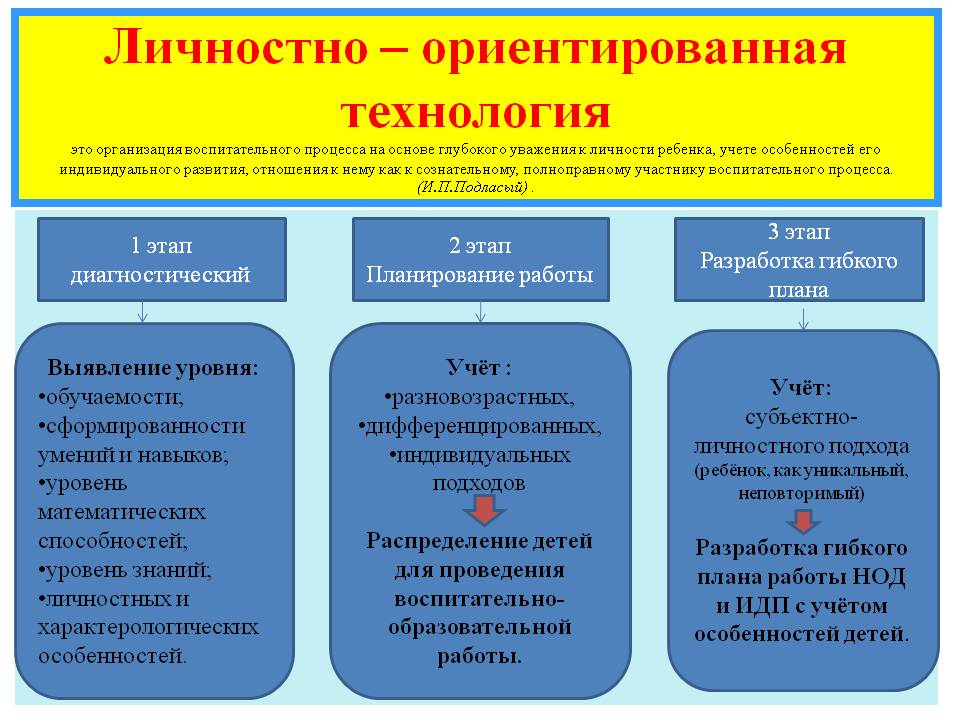 Личностно – ориентированная
технология
это организация воспитательного процесса на основе глубокого уважения к личности ребенка, учете особенностей его
индивидуального развития, отношения к нему как к сознательному, полноправному участнику воспитательного процесса.
(И.П.Подласый) .
1 этап
диагностический
Выявление уровня:
•обучаемости;
•сформированности
умений и навыков;
•уровень
математических
способностей;
•уровень знаний;
•личностных и
характерологических
особенностей.
2 этап
Планирование работы
Учёт :
•разновозрастных,
•дифференцированных,
•индивидуальных
подходов
Распределение детей
для проведения
воспитательно-
образовательной
работы.
3 этап
Разработка гибкого
плана
Учёт:
субъектно-
личностного подхода
(ребёнок, как уникальный,
неповторимый)
Разработка гибкого
плана работы НОД
и ИДП с учётом
особенностей детей.